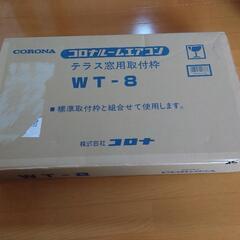 CORONA
コロナルームエアコン
テラス窓用取付枠
WT-8
▪標準取付枠と組合せて使用します。
株式会社 コロナ
WT-8